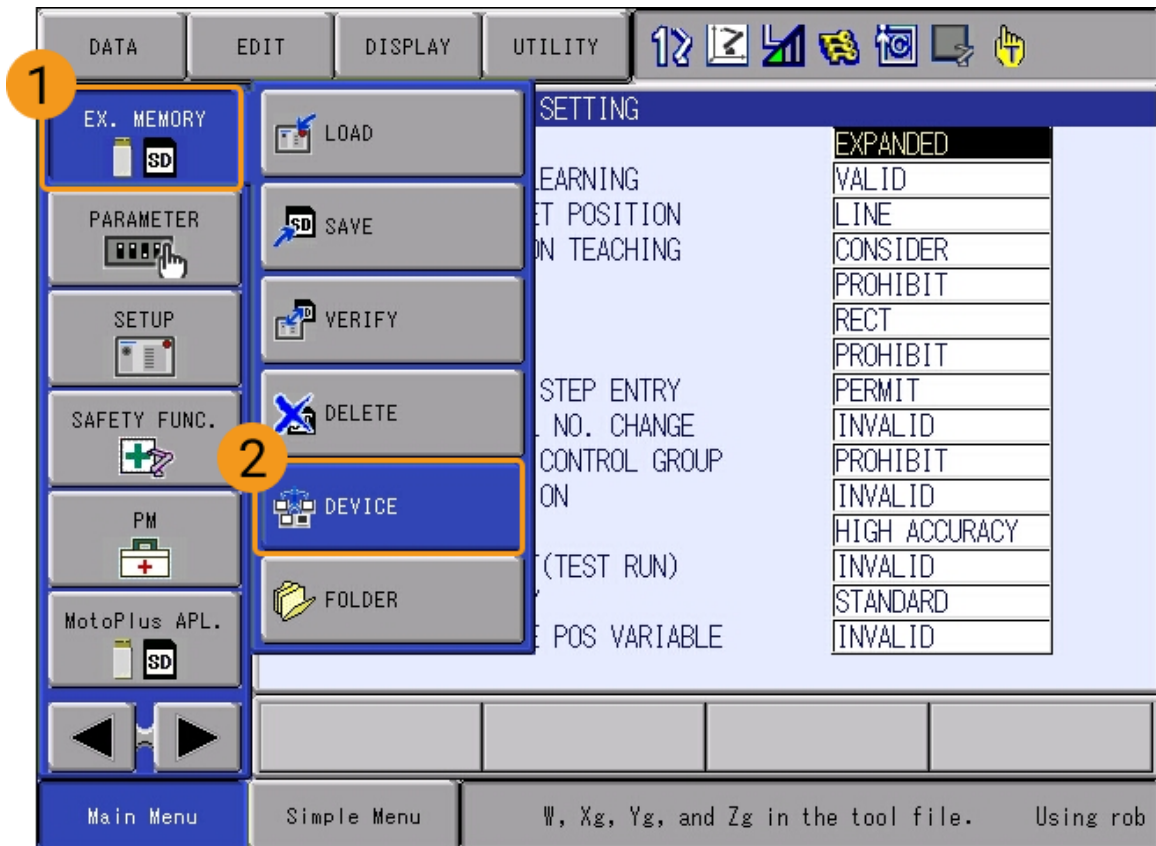 DATA
EDIT
DISPLAY
UTILITY
1
EX. MEMORY
SD
PARAMETER
SETUP
SAFETY FUNC.
PM
MotoPlus APL.
SD
LOAD
SD SAVE
VERIFY
DELETE
2
DEVICE
FOLDER
SETTING
EXPANDED
EARNING VALID
ET POSITION LINE
ON TEACHING CONSIDER
PROHIBIT
RECT
PROHIBIT
STEP ENTRY PERMIT
NO. CHANGE INVALID
CONTROL GROUP PROHIBIT
ON INVALID
HIGH ACCURACY
(TEST RUN) INVALID
STANDARD
E POS VARIABLE INVALID
Main Menu
Simple Menu
W, Xg, Yg, and Zg in the tool file. Using rob